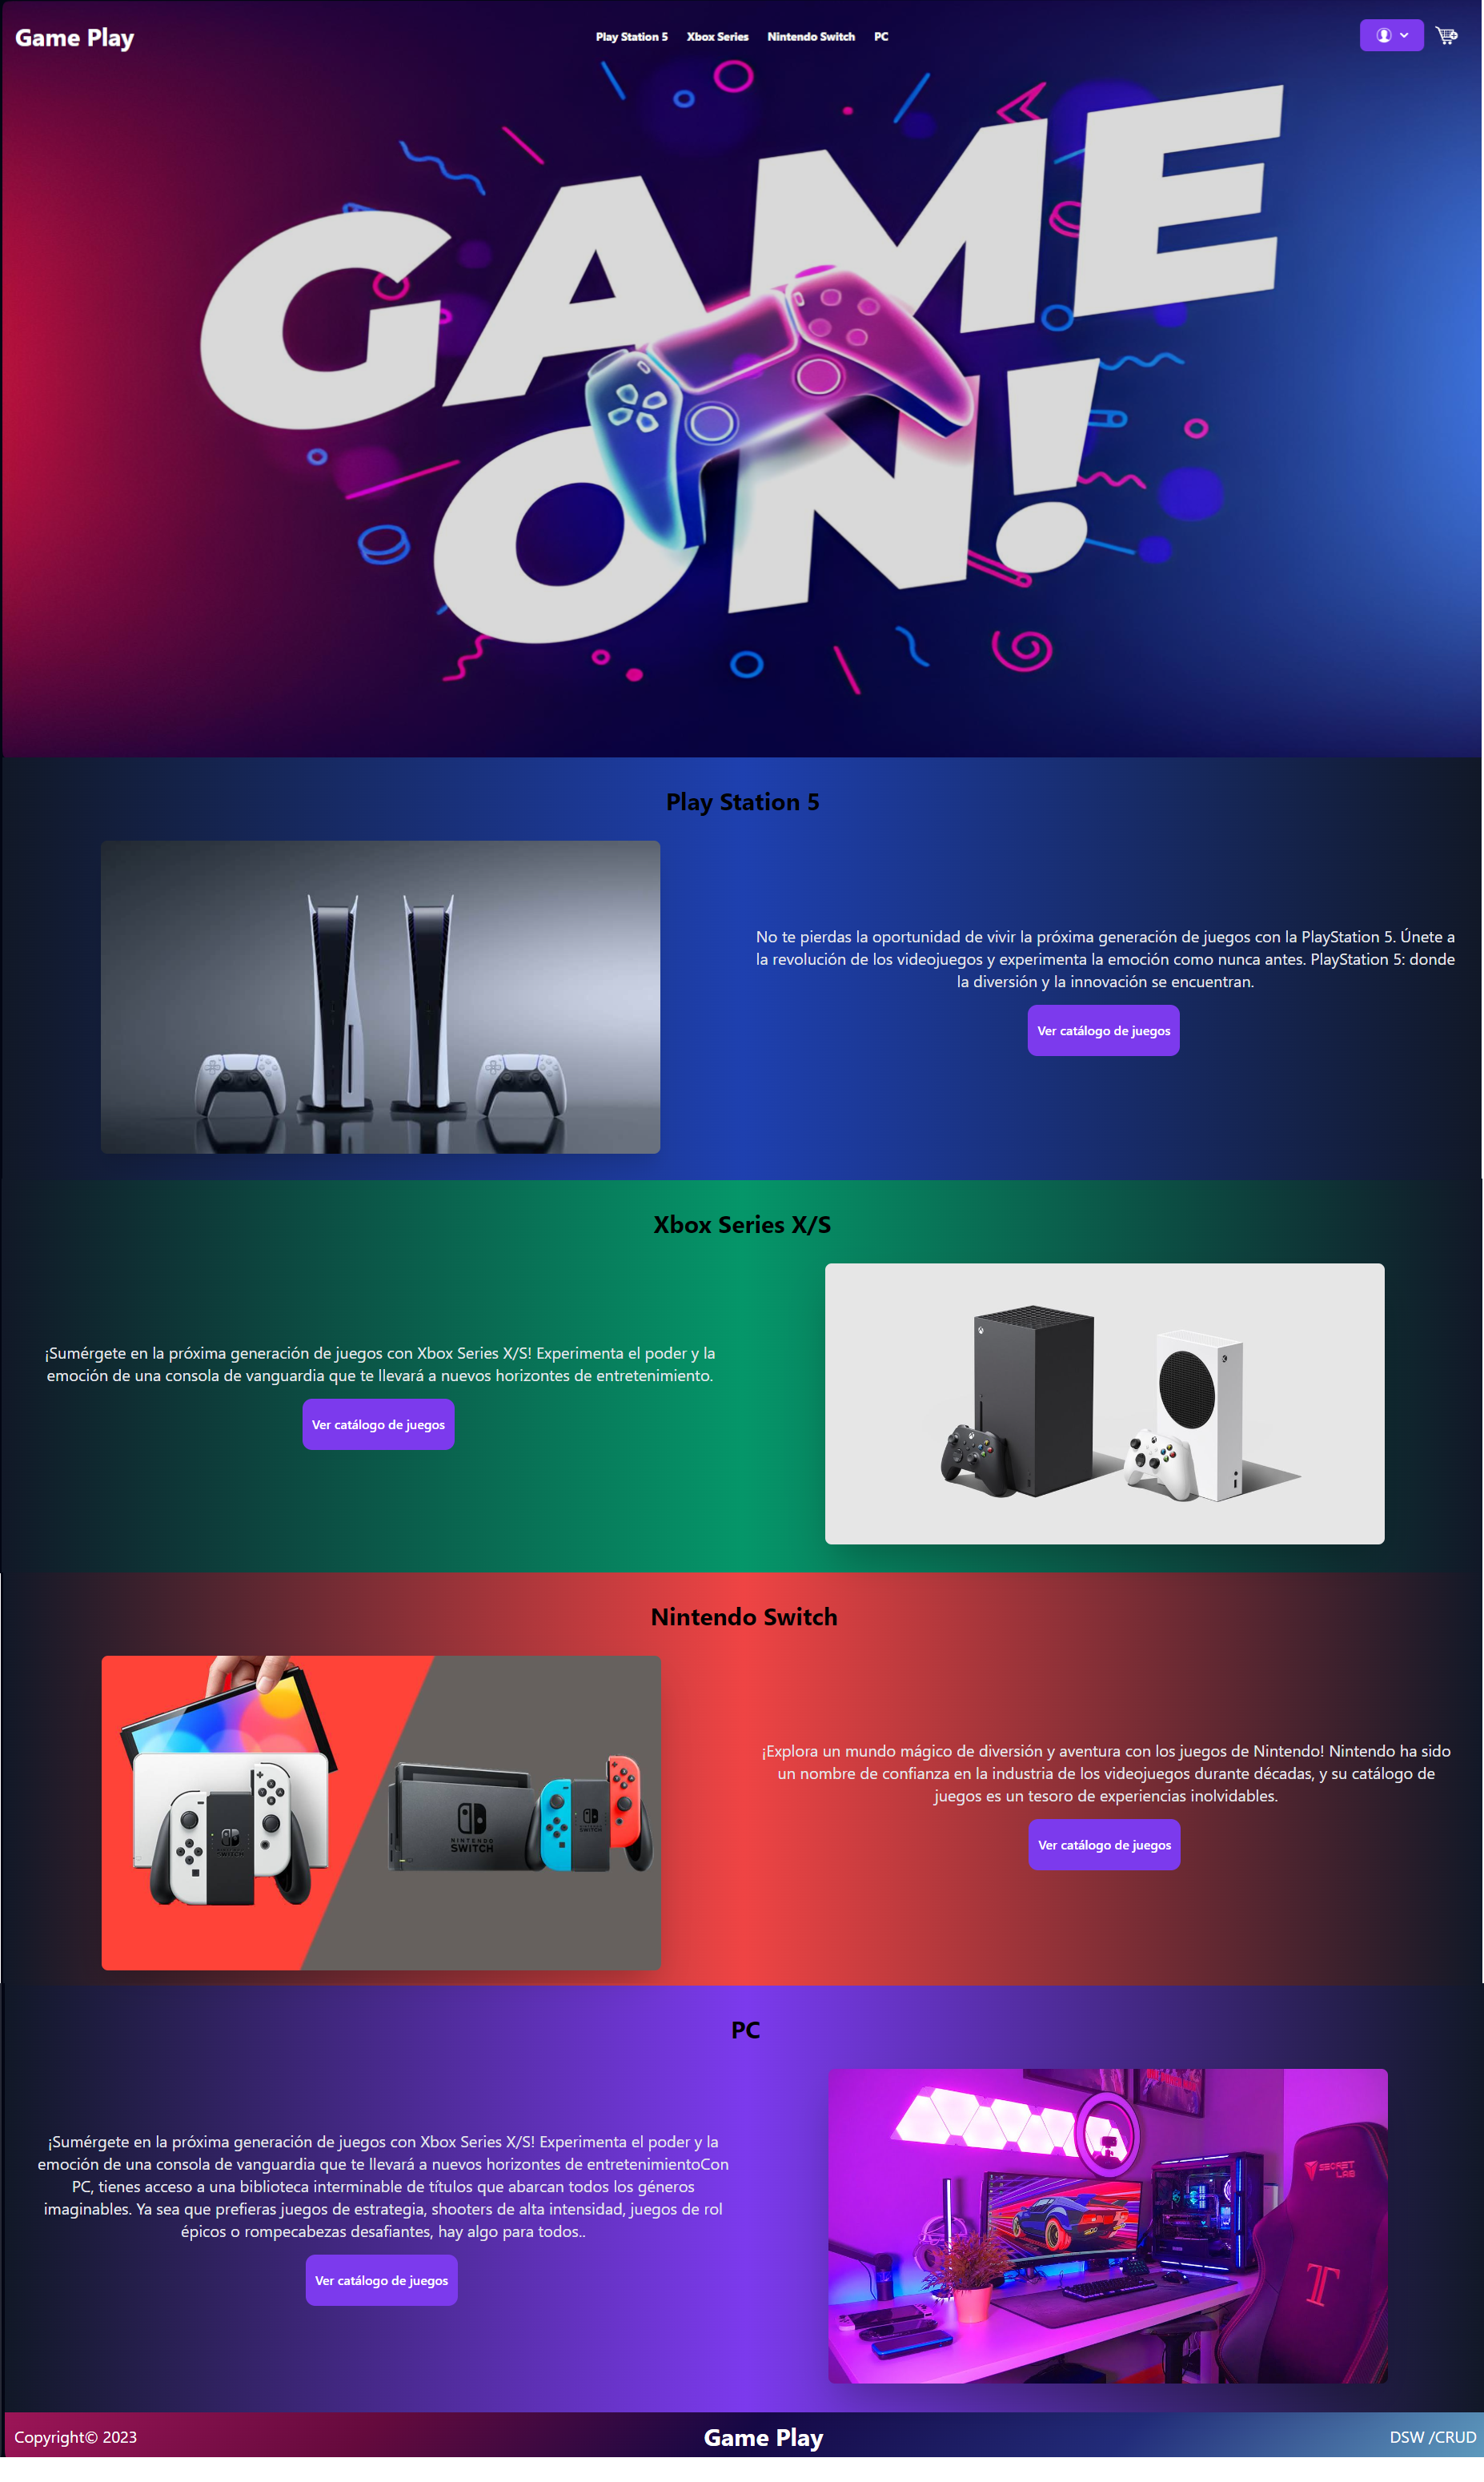 Game Play
Play Station 5 Xbox Series Nintendo Switch PC
GAME
ON!
Play Station 5
No te pierdas la oportunidad de vivir la próxima generación de juegos con la PlayStation 5. Únete a
la revolución de los videojuegos y experimenta la emoción como nunca antes. PlayStation 5: donde
la diversión y la innovación se encuentran.
Ver catálogo de juegos
Xbox Series X/S
¡Sumérgete en la próxima generación de juegos con Xbox Series X/S! Experimenta el poder y la
emoción de una consola de vanguardia que te llevará a nuevos horizontes de entretenimiento.
Ver catálogo de juegos
Nintendo Switch
NINTENDO
SWITCH
NINTENDO
SWITCH
¡Explora un mundo mágico de diversión y aventura con los juegos de Nintendo! Nintendo ha sido
un nombre de confianza en la industria de los videojuegos durante décadas, y su catálogo de
juegos es un tesoro de experiencias inolvidables.
Ver catálogo de juegos
PC
¡Sumérgete en la próxima generación de juegos con Xbox Series X/S! Experimenta el poder y la
emoción de una consola de vanguardia que te llevará a nuevos horizontes de entretenimientoCon
PC, tienes acceso a una biblioteca interminable de títulos que abarcan todos los géneros
imaginables. Ya sea que prefieras juegos de estrategia, shooters de alta intensidad, juegos de rol
épicos o rompecabezas desafiantes, hay algo para todos..
Ver catálogo de juegos
SECRET
LAB
Copyright© 2023
Game Play
DSW /CRUD